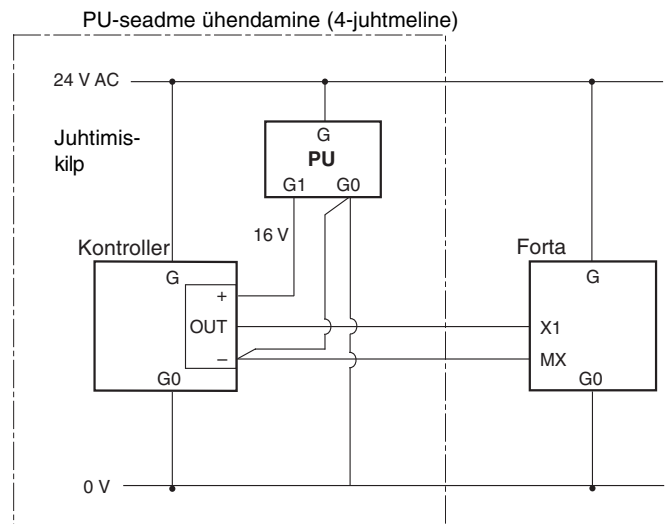 PU-seadme ühendamine (4-juhtmeline)
24 V AC
Juhtimis-
kilp
G
PU
G1 G0
16 V
Kontroller
G
+
OUT
–
G0
Forta
G
X1
MX
G0
0 V